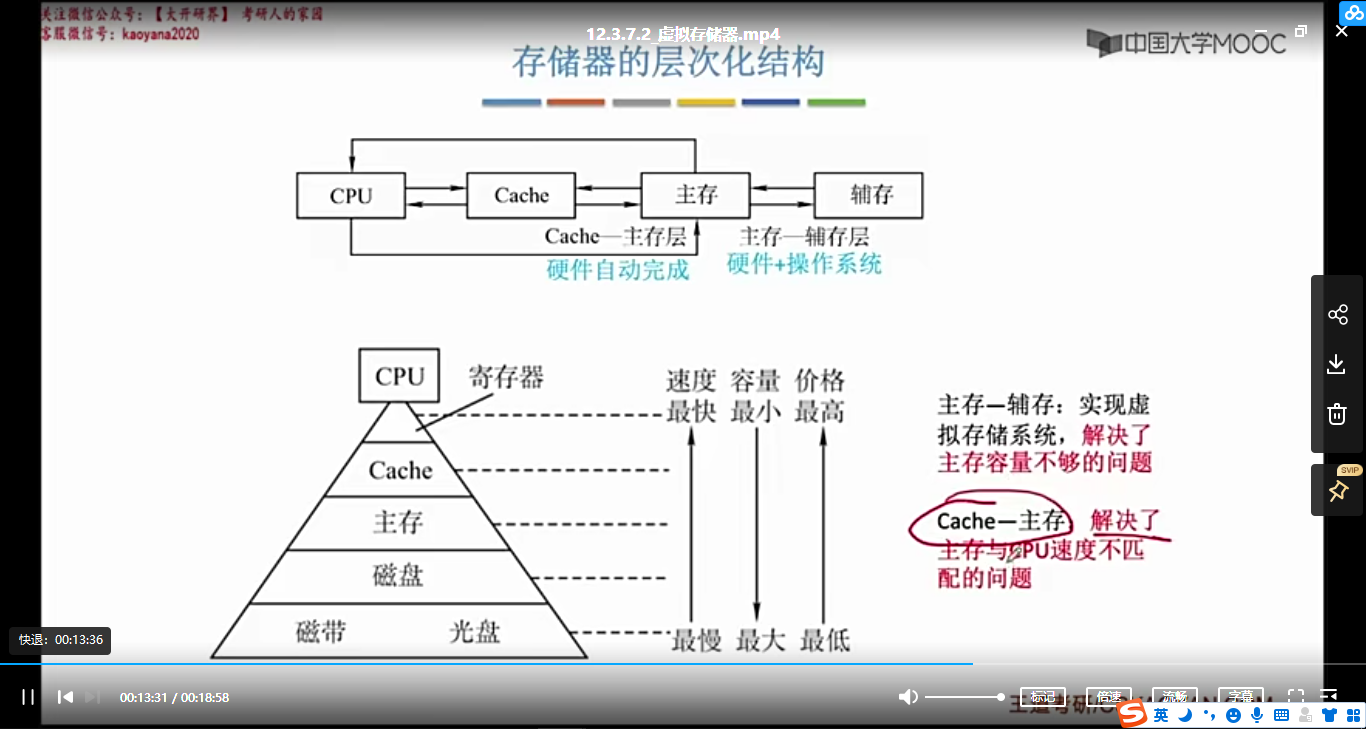 关注微信公众号：【大开研界】 考研人的家园
客服微信号：kaoyana2020
12.3.7.2_虚拟存储器.mp4
中国大学MOOC
存储器的层次化结构
CPU
Cache
主存
辅存
Cache—主存层
主存—辅存层
硬件自动完成
硬件+操作系统
CPU
寄存器
速度 容量 价格
最快 最小 最高
Cache
主存
磁盘
磁带 光盘
最慢 最大 最低
主存—辅存：实现虚
拟存储系统，解决了
主存容量不够的问题
Cache—主存 解决了
主存与CPU速度不匹
配的问题
SVIP
快退：00:13:36
00:13:31 / 00:18:58
标记
倍速
流畅
字幕
王道考研/
S 英